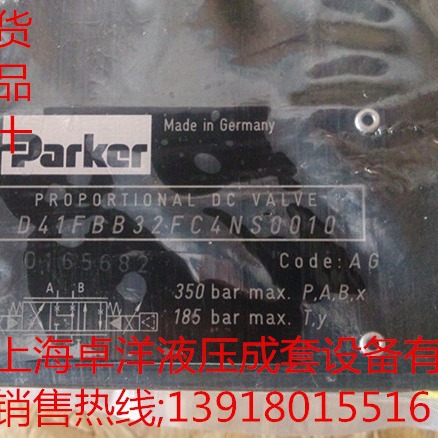 货
品
Parker
Made in Germany
PROPORTIONAL DC VALVE
D41FBB32FC4NS0010
0165682
Code: AG
A B
350 bar max. P,A,B,x
185 bar max. T,y
上海卓洋液压成套设备有
销售热线;13918015516